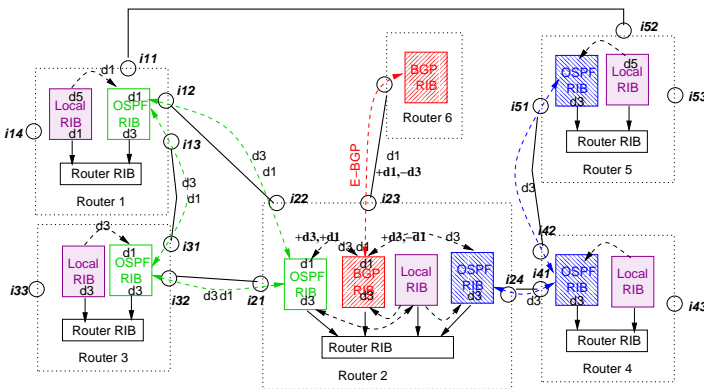 i52
i11
d1
d5
Local
RIB
d1
d1
OSPF
RIB
d3
i12
i14
i13
Router RIB
Router 1
BGP
RIB
Router 6
d1
+d1,−d3
E−BGP
i23
d5
OSPF
RIB
d3
Local
RIB
i51
i53
Router RIB
Router 5
d3
d1
d3
d1
i22
d3
d3
Local
RIB
d3
d1
OSPF
RIB
d3
i31
i33
i32
d3 d1
i21
Router RIB
Router 3
+d3,+d1
d3 d1
+d3,−d1
d3
d1
OSPF
RIB
d3
d1
BGP
RIB
d3
Local
RIB
OSPF
RIB
d3
i24
Router RIB
Router 2
i42
i41
d3
OSPF
RIB
d3
Local
RIB
i43
Router RIB
Router 4